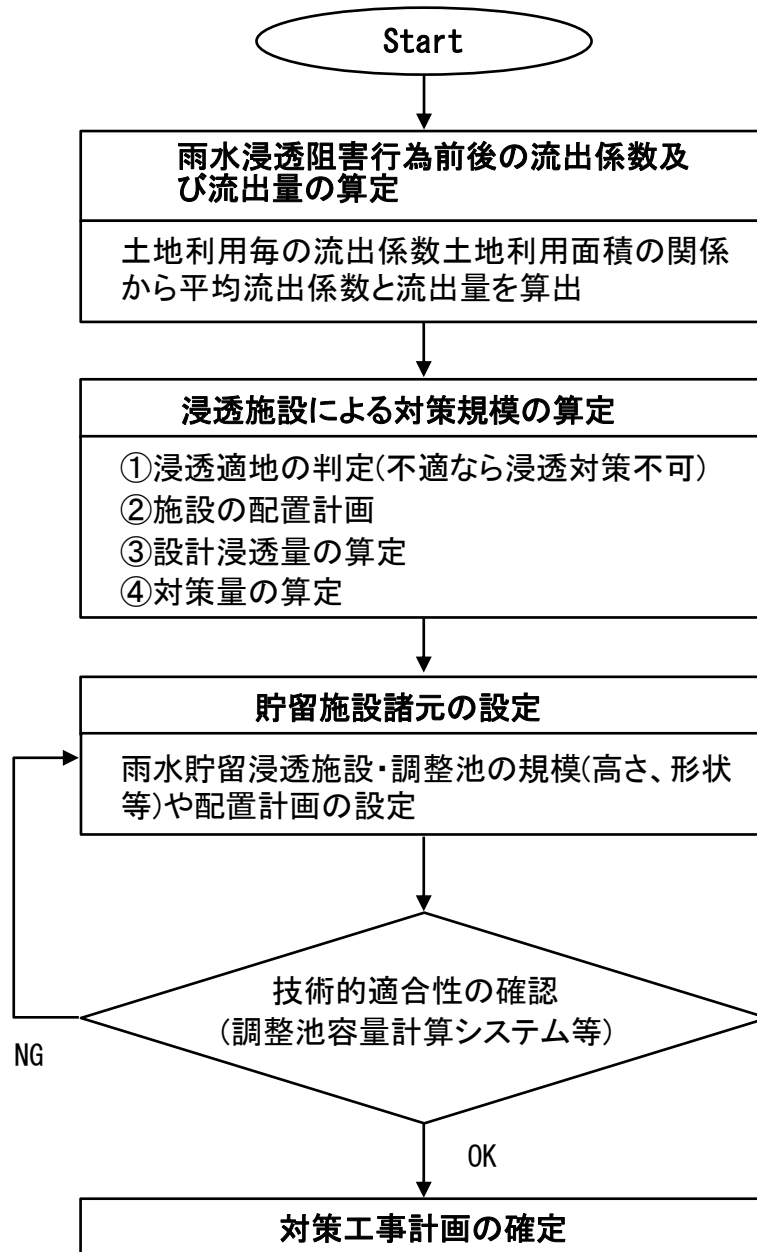 Start
雨水浸透阻害行為前後の流出係数及
び流出量の算定
土地利用毎の流出係数土地利用面積の関係
から平均流出係数と流出量を算出
浸透施設による対策規模の算定
①浸透適地の判定(不適なら浸透対策不可)
②施設の配置計画
③設計浸透量の算定
④対策量の算定
貯留施設諸元の設定
雨水貯留浸透施設・調整池の規模(高さ、形状
等)や配置計画の設定
技術的適合性の確認
(調整池容量計算システム等)
NG
OK
対策工事計画の確定